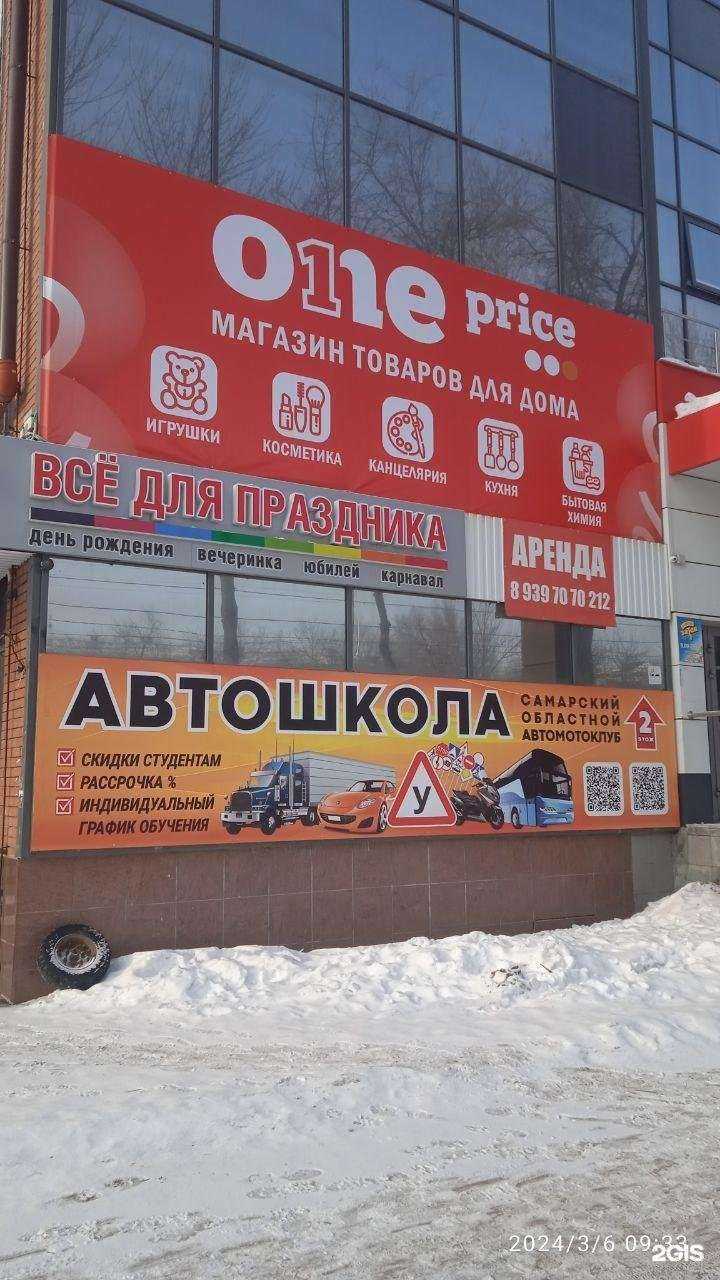 one price
МАГАЗИН ТОВАРОВ ДЛЯ ДОМА
ИГРУШКИ
КОСМЕТИКА
КАНЦЕЛЯРИЯ
КУХНЯ
БЫТОВАЯ
ХИМИЯ
ВСЁ ДЛЯ ПРАЗДНИКА
день рождения вечеринка юбилей карнавал
АРЕНДА
8 939 70 70 212
АВТОШКОЛА
САМАРСКИЙ
ОБЛАСТНОЙ
АВТОМОТОКЛУБ
2
ЭТАЖ
СКИДКИ СТУДЕНТАМ
РАССРОЧКА %
ИНДИВИДУАЛЬНЫЙ
ГРАФИК ОБУЧЕНИЯ
У
2024/3/6 09:33
2GIS